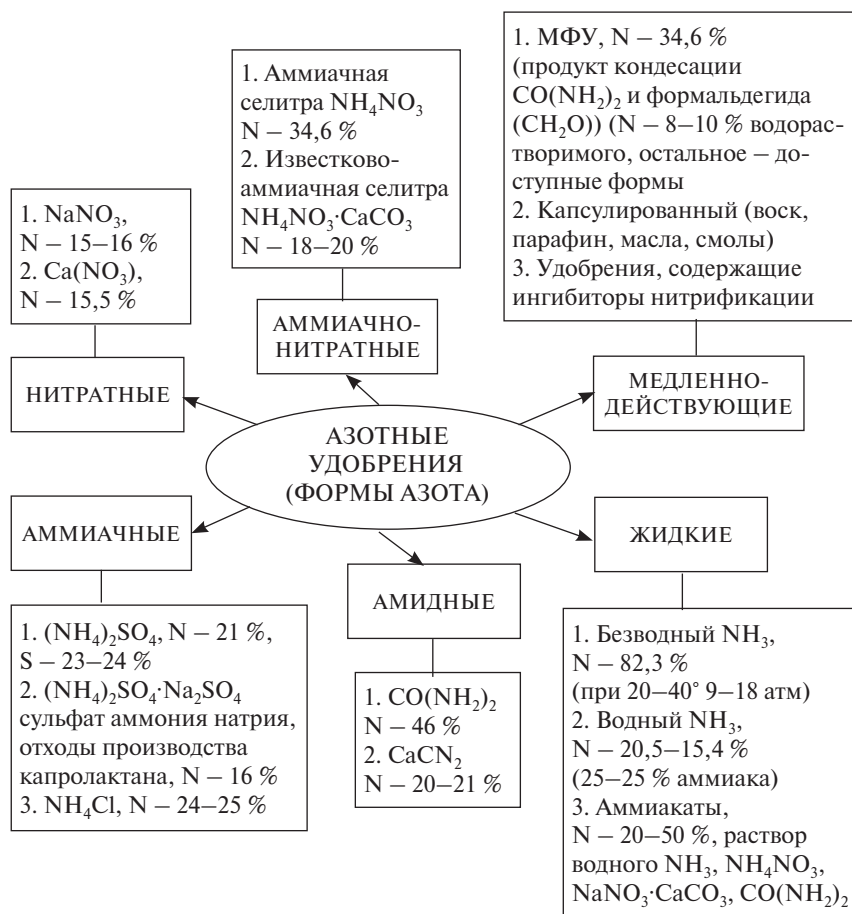 1. NaNO₃,
N – 15–16 %
2. Ca(NO₃),
N – 15,5 %
НИТРАТНЫЕ
1. Аммиачная
селитра NH₄NO₃
N – 34,6 %
2. Известково-
аммиачная селитра
NH₄NO₃·CaCO₃
N – 18–20 %
АММИАЧНО-
НИТРАТНЫЕ
1. МФУ, N – 34,6 %
(продукт кондесации
CO(NH₂)₂ и формальдегида
(CH₂O)) (N – 8–10 % водорас-
творимого, остальное – до-
ступные формы
2. Капсулированный (воск,
парафин, масла, смолы)
3. Удобрения, содержащие
ингибиторы нитрификации
МЕДЛЕННО-
ДЕЙСТВУЮЩИЕ
АЗОТНЫЕ
УДОБРЕНИЯ
(ФОРМЫ АЗОТА)
АММИАЧНЫЕ
1. (NH₄)₂SO₄, N – 21 %,
S – 23–24 %
2. (NH₄)₂SO₄·Na₂SO₄
сульфат аммония натрия,
отходы производства
капролактана, N – 16 %
3. NH₄Cl, N – 24–25 %
АМИДНЫЕ
1. CO(NH₂)₂
N – 46 %
2. CaCN₂
N – 20–21 %
ЖИДКИЕ
1. Безводный NH₃,
N – 82,3 %
(при 20–40° 9–18 атм)
2. Водный NH₃,
N – 20,5–15,4 %
(25–25 % аммиака)
3. Аммиакаты,
N – 20–50 %, раствор
водного NH₃, NH₄NO₃,
NaNO₃·CaCO₃, CO(NH₂)₂